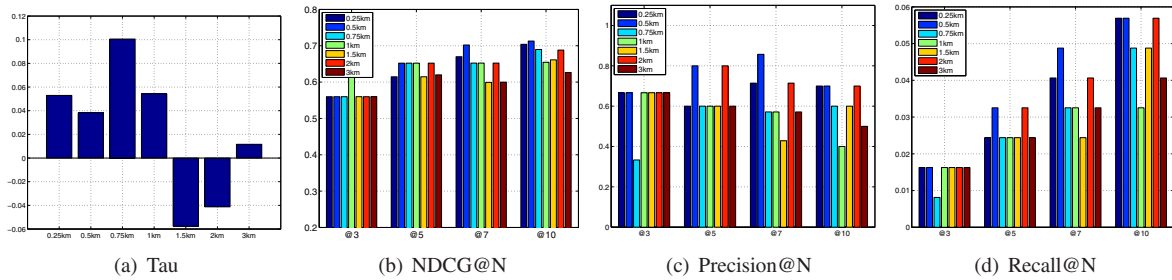 0.12
0.1
0.08
0.06
0.04
0.02
0
−0.02
−0.04
−0.06
0.25km 0.5km 0.75km 1km 1.5km 2km 3km
(a) Tau
0.8
0.7
0.6
0.5
0.4
0.3
0.2
0.25km
0.5km
0.75km
1km
1.5km
2km
3km
@3 @5 @7 @10
(b) NDCG@N
1
0.8
0.6
0.4
0.2
0
0.25km
0.5km
0.75km
1km
1.5km
2km
3km
@3 @5 @7 @10
(c) Precision@N
0.06
0.05
0.04
0.03
0.02
0.01
0
0.25km
0.5km
0.75km
1km
1.5km
2km
3km
@3 @5 @7 @10
(d) Recall@N